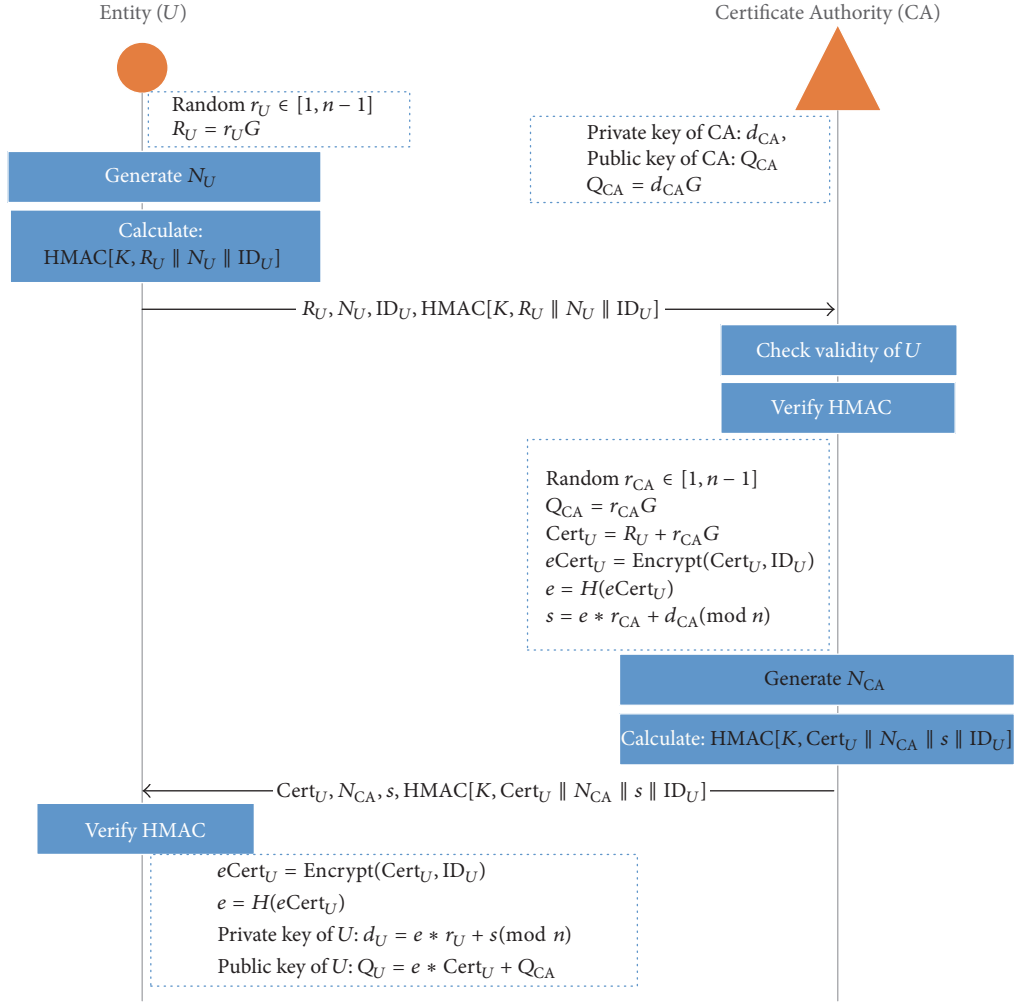 Entity (U)
Certificate Authority (CA)
Random r_U ∈ [1, n − 1]
R_U = r_U G
Generate N_U
Calculate:
HMAC[K, R_U ∥ N_U ∥ ID_U]
Private key of CA: d_CA,
Public key of CA: Q_CA
Q_CA = d_CA G
R_U, N_U, ID_U, HMAC[K, R_U ∥ N_U ∥ ID_U]
Check validity of U
Verify HMAC
Random r_CA ∈ [1, n − 1]
Q_CA = r_CA G
Cert_U = R_U + r_CA G
eCert_U = Encrypt(Cert_U, ID_U)
e = H(eCert_U)
s = e ∗ r_CA + d_CA(mod n)
Generate N_CA
Calculate: HMAC[K, Cert_U ∥ N_CA ∥ s ∥ ID_U]
Cert_U, N_CA, s, HMAC[K, Cert_U ∥ N_CA ∥ s ∥ ID_U]
Verify HMAC
eCert_U = Encrypt(Cert_U, ID_U)
e = H(eCert_U)
Private key of U: d_U = e ∗ r_U + s(mod n)
Public key of U: Q_U = e ∗ Cert_U + Q_CA